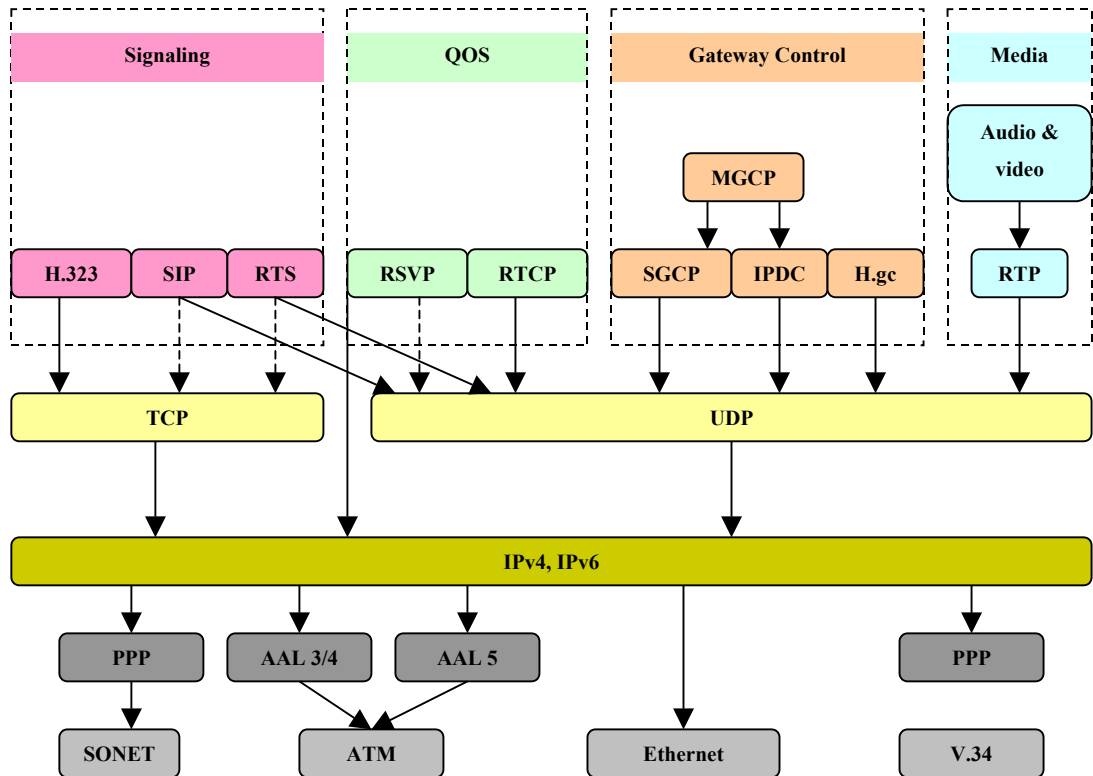 Signaling
QOS
Gateway Control
Media
Audio &
video
MGCP
H.323
SIP
RTS
RSVP
RTCP
SGCP
IPDC
H.gc
RTP
TCP
UDP
IPv4, IPv6
PPP
AAL 3/4
AAL 5
PPP
SONET
ATM
Ethernet
V.34